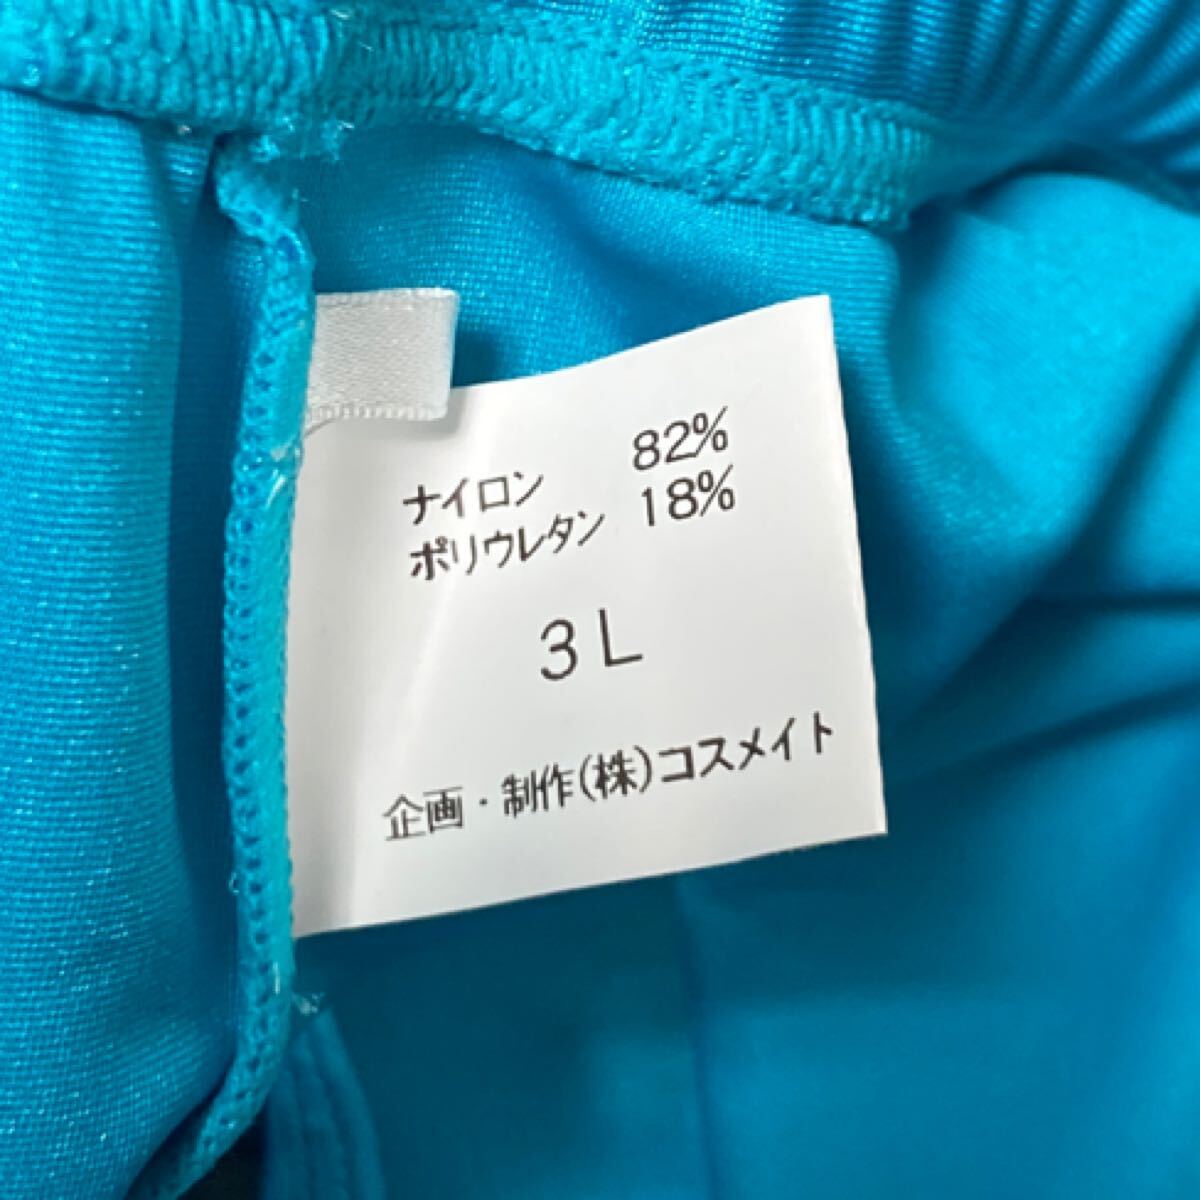 ナイロン 82%
ポリウレタン 18%
3L
企画・制作(株)コスメイト